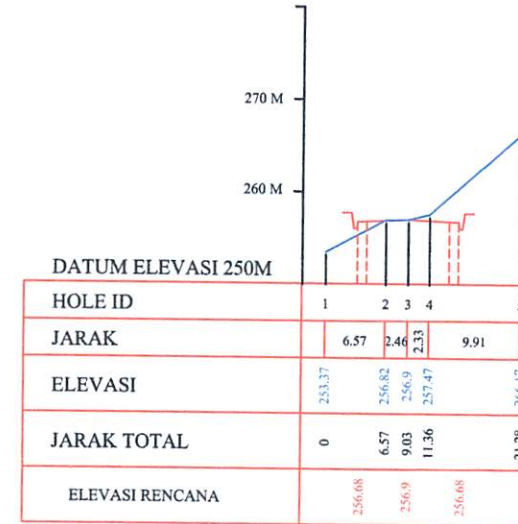 270 M
260 M
DATUM ELEVASI 250M
HOLE ID 1 2 3 4
JARAK 6.57 2.46 2.33 9.91
ELEVASI 253.37 256.82 256.9 257.47
JARAK TOTAL 0 6.57 9.03 11.36
ELEVASI RENCANA 256.68 256.9 256.68